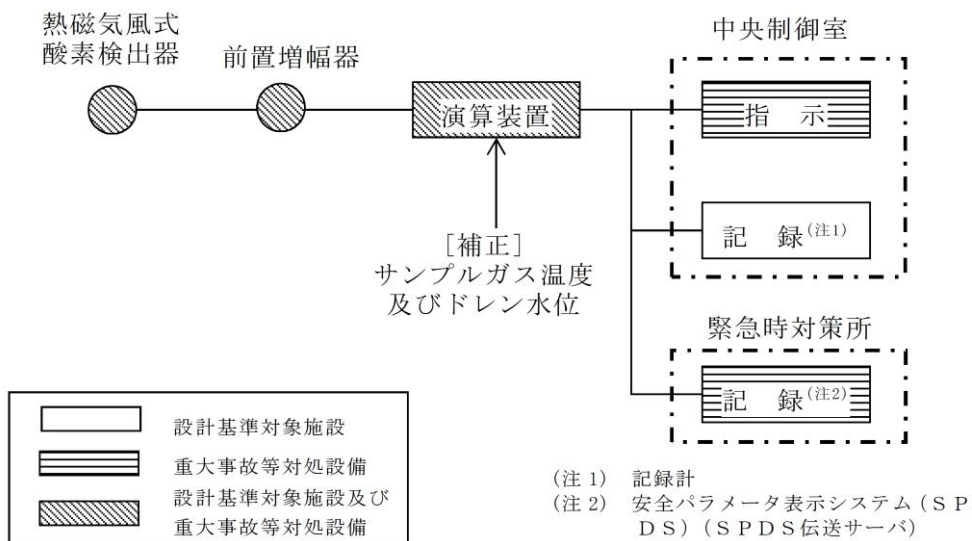 熱磁気風式
酸素検出器
前置増幅器
演算装置
[補正]
サンプルガス温度
及びドレン水位
中央制御室
指 示
記 録(注1)
緊急時対策所
記 録(注2)
設計基準対象施設
重大事故等対処設備
設計基準対象施設及び
重大事故等対処設備
(注1) 記録計
(注2) 安全パラメータ表示システム(SP
DS)(SPDS伝送サーバ)